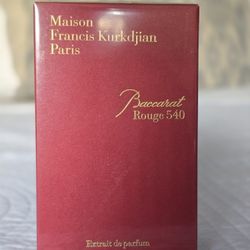 Maison
Francis Kurkdjian
Paris
Baccarat
Rouge 540
Extrait de parfum